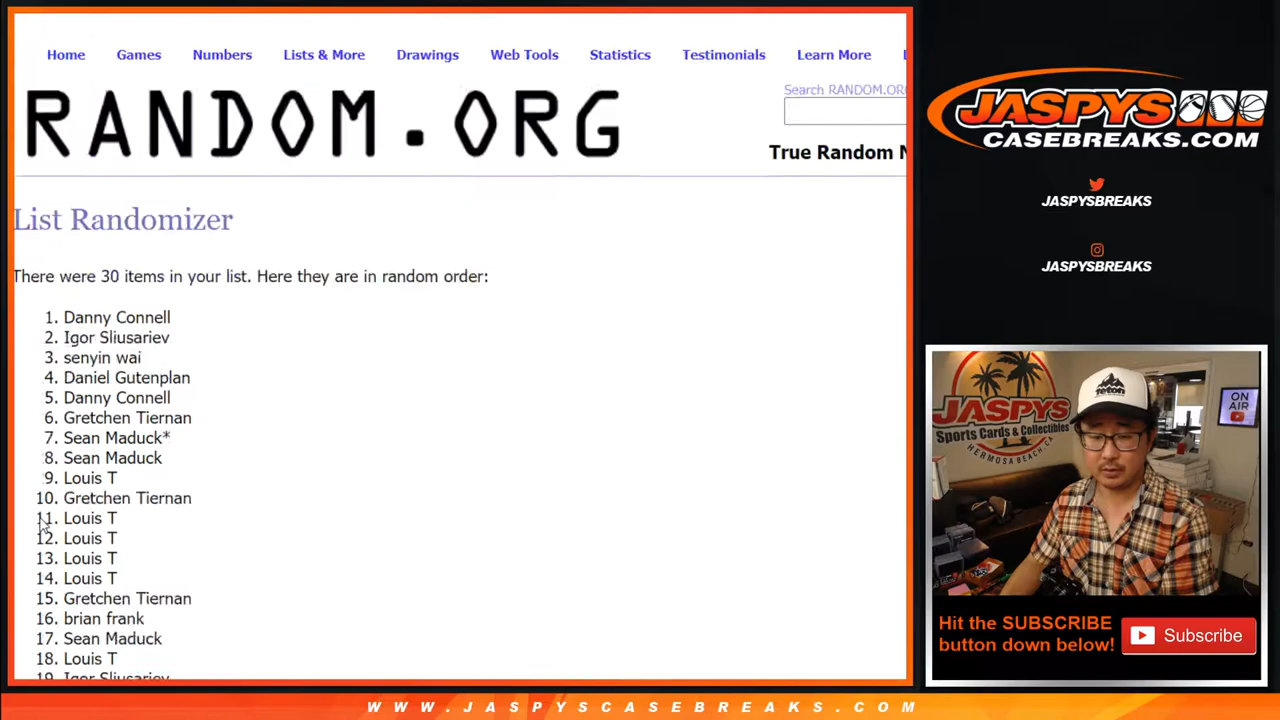 Home Games Numbers Lists & More Drawings Web Tools Statistics Testimonials Learn More
RANDOM.ORG
Search RANDOM.OR
True Random N
List Randomizer
There were 30 items in your list. Here they are in random order:
1. Danny Connell
2. Igor Sliusariev
3. senyin wai
4. Daniel Gutenplan
5. Danny Connell
6. Gretchen Tiernan
7. Sean Maduck*
8. Sean Maduck
9. Louis T
10. Gretchen Tiernan
11. Louis T
12. Louis T
13. Louis T
14. Louis T
15. Gretchen Tiernan
16. brian frank
17. Sean Maduck
18. Louis T
19. Igor Sliusariev
JASPYS
CASEBREAKS.COM
JASPYSBREAKS
JASPYSBREAKS
JASPYS
Sports Cards & Collectibles
HERMOSA BEACH, CA
ON
AIR
Teton
Hit the SUBSCRIBE
button down below!
Subscribe
WWW.JASPYSCASEBREAKS.COM